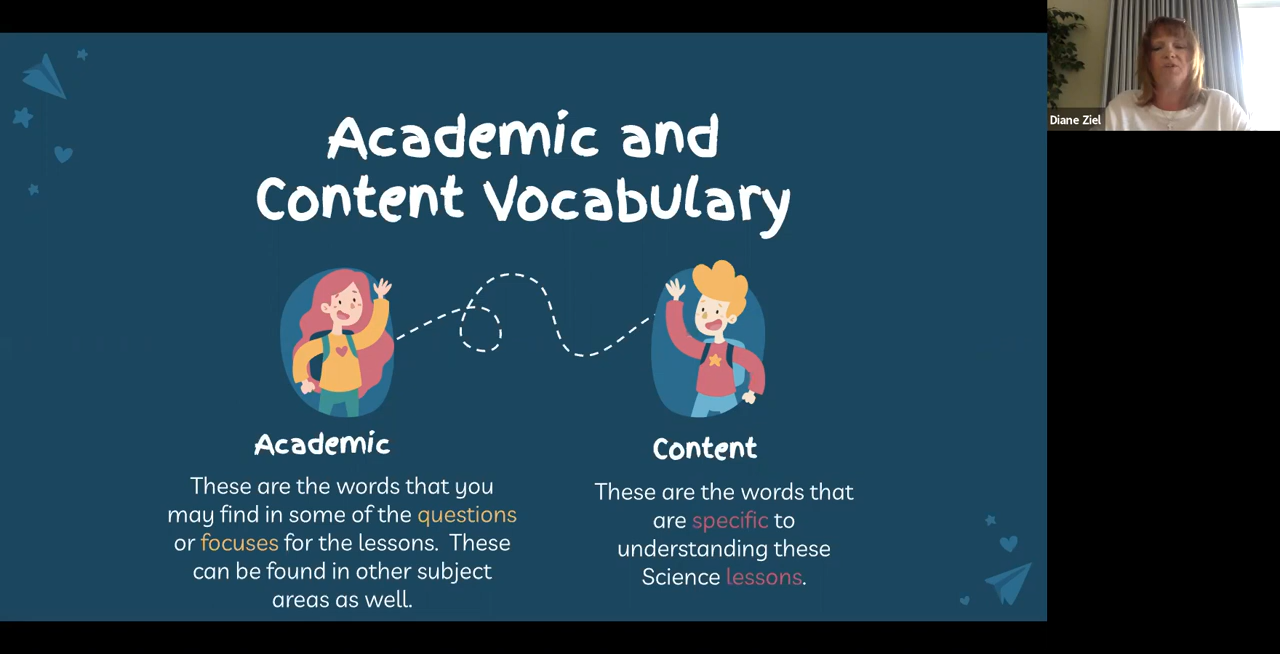 Academic and
Content Vocabulary
Academic
These are the words that you
may find in some of the questions
or focuses for the lessons. These
can be found in other subject
areas as well.
Content
These are the words that
are specific to
understanding these
Science lessons.
Diane Ziel